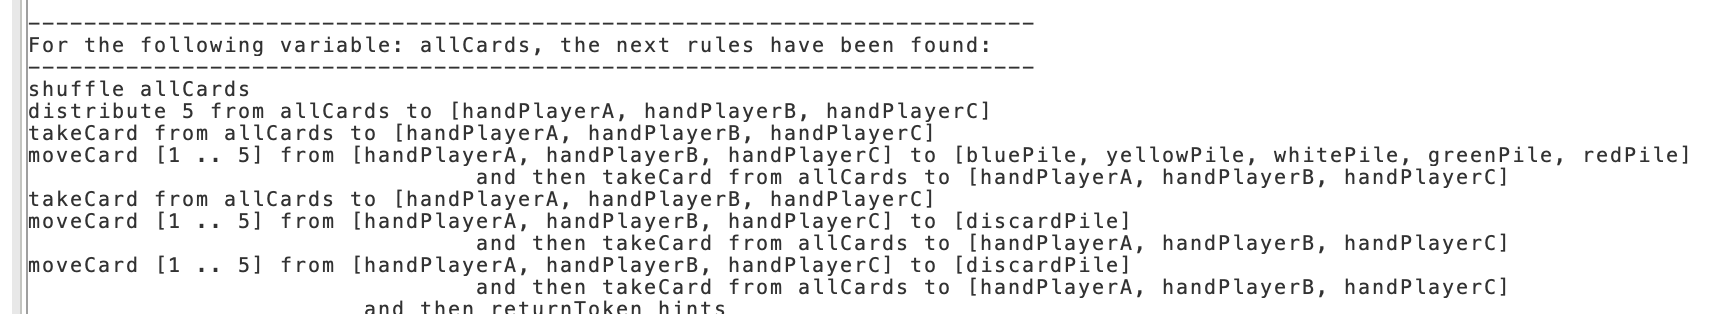 ------------------------------------------------------------------------
For the following variable: allCards, the next rules have been found:
------------------------------------------------------------------------
shuffle allCards
distribute 5 from allCards to [handPlayerA, handPlayerB, handPlayerC]
takeCard from allCards to [handPlayerA, handPlayerB, handPlayerC]
moveCard [1 .. 5] from [handPlayerA, handPlayerB, handPlayerC] to [bluePile, yellowPile, whitePile, greenPile, redPile]
and then takeCard from allCards to [handPlayerA, handPlayerB, handPlayerC]
takeCard from allCards to [handPlayerA, handPlayerB, handPlayerC]
moveCard [1 .. 5] from [handPlayerA, handPlayerB, handPlayerC] to [discardPile]
and then takeCard from allCards to [handPlayerA, handPlayerB, handPlayerC]
moveCard [1 .. 5] from [handPlayerA, handPlayerB, handPlayerC] to [discardPile]
and then takeCard from allCards to [handPlayerA, handPlayerB, handPlayerC]
and then returnToken hints